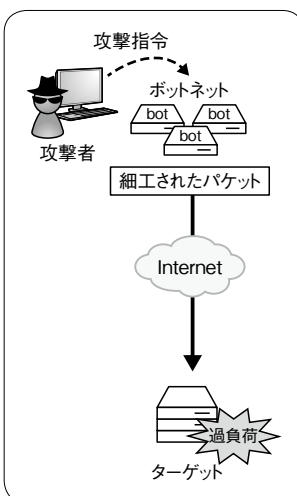 攻撃指令
ボットネット
bot
bot
bot
攻撃者
細工されたパケット
Internet
過負荷
ターゲット